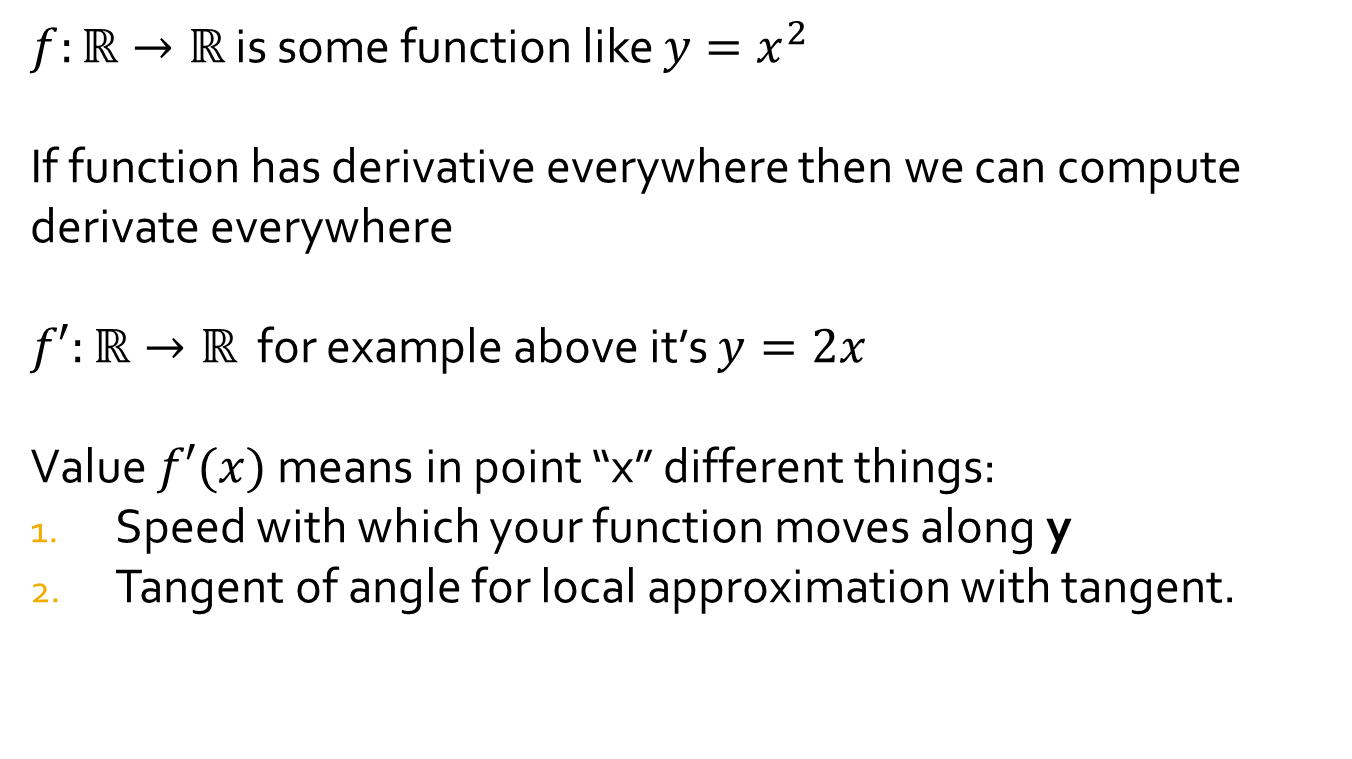 f: ℝ → ℝ is some function like y = x²
If function has derivative everywhere then we can compute
derivate everywhere
f′: ℝ → ℝ for example above it’s y = 2x
Value f′(x) means in point “x” different things:
1. Speed with which your function moves along y
2. Tangent of angle for local approximation with tangent.